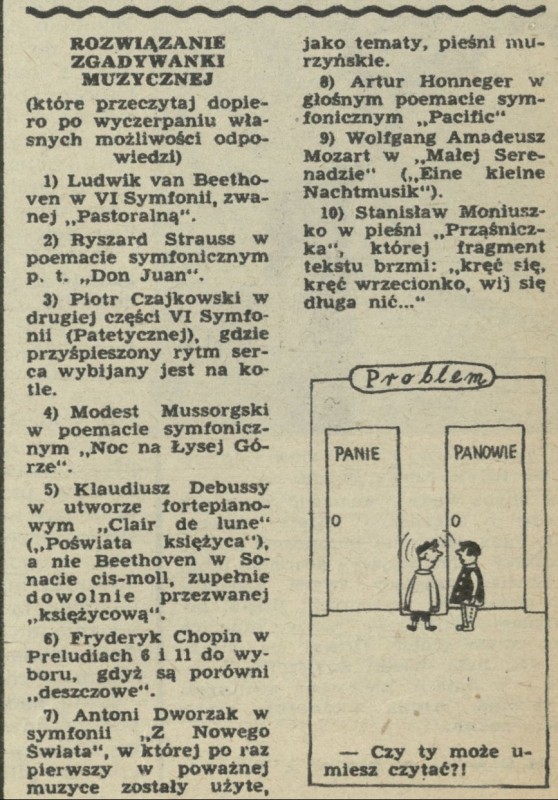 ROZWIĄZANIE
ZGADYWANKI
MUZYCZNEJ
(które przeczytaj dopie-
ro po wyczerpaniu wła-
snych możliwości odpo-
wiedzi)
1) Ludwik van Beetho-
ven w VI Symfonii, zwa-
nej „Pastoralną".
2) Ryszard Strauss w
poemacie symfonicznym
p. t. „Don Juan".
3) Piotr Czajkowski w
drugiej części VI Symfo-
nii (Patetycznej), gdzie
przyśpieszony rytm ser-
ca wybijany jest na ko-
tle.
4) Modest Mussorgski
w poemacie symfonicz-
nym „Noc na Łysej Gó-
rze".
5) Klaudiusz Debussy
w utworze fortepiano-
wym „Clair de lune"
(„Poświata księżyca"),
a nie Beethoven w So-
nacie cis-moll, zupełnie
dowolnie przezwanej
„księżycową".
6) Fryderyk Chopin w
Preludiach 6 i 11 do wy-
boru, gdyż są porówni
„deszczowe".
7) Antoni Dworzak w
symfonii „Z Nowego
Świata", w której po raz
pierwszy w poważnej
muzyce zostały użyte,
jako tematy, pieśni mu-
rzyńskie.
8) Artur Honneger w
głośnym poemacie sym-
fonicznym „Pacific"
9) Wolfgang Amadeusz
Mozart w „Małej Sere-
nadzie" („Eine kleine
Nachtmusik").
10) Stanisław Moniusz-
ko w pieśni „Prząśnicz-
ka", której fragment
tekstu brzmi: „kręć się,
kręć wrzecionko, wij się
długa nić..."
Problem
PANIE
PANOWIE
— Czy ty może u-
miesz czytać?!